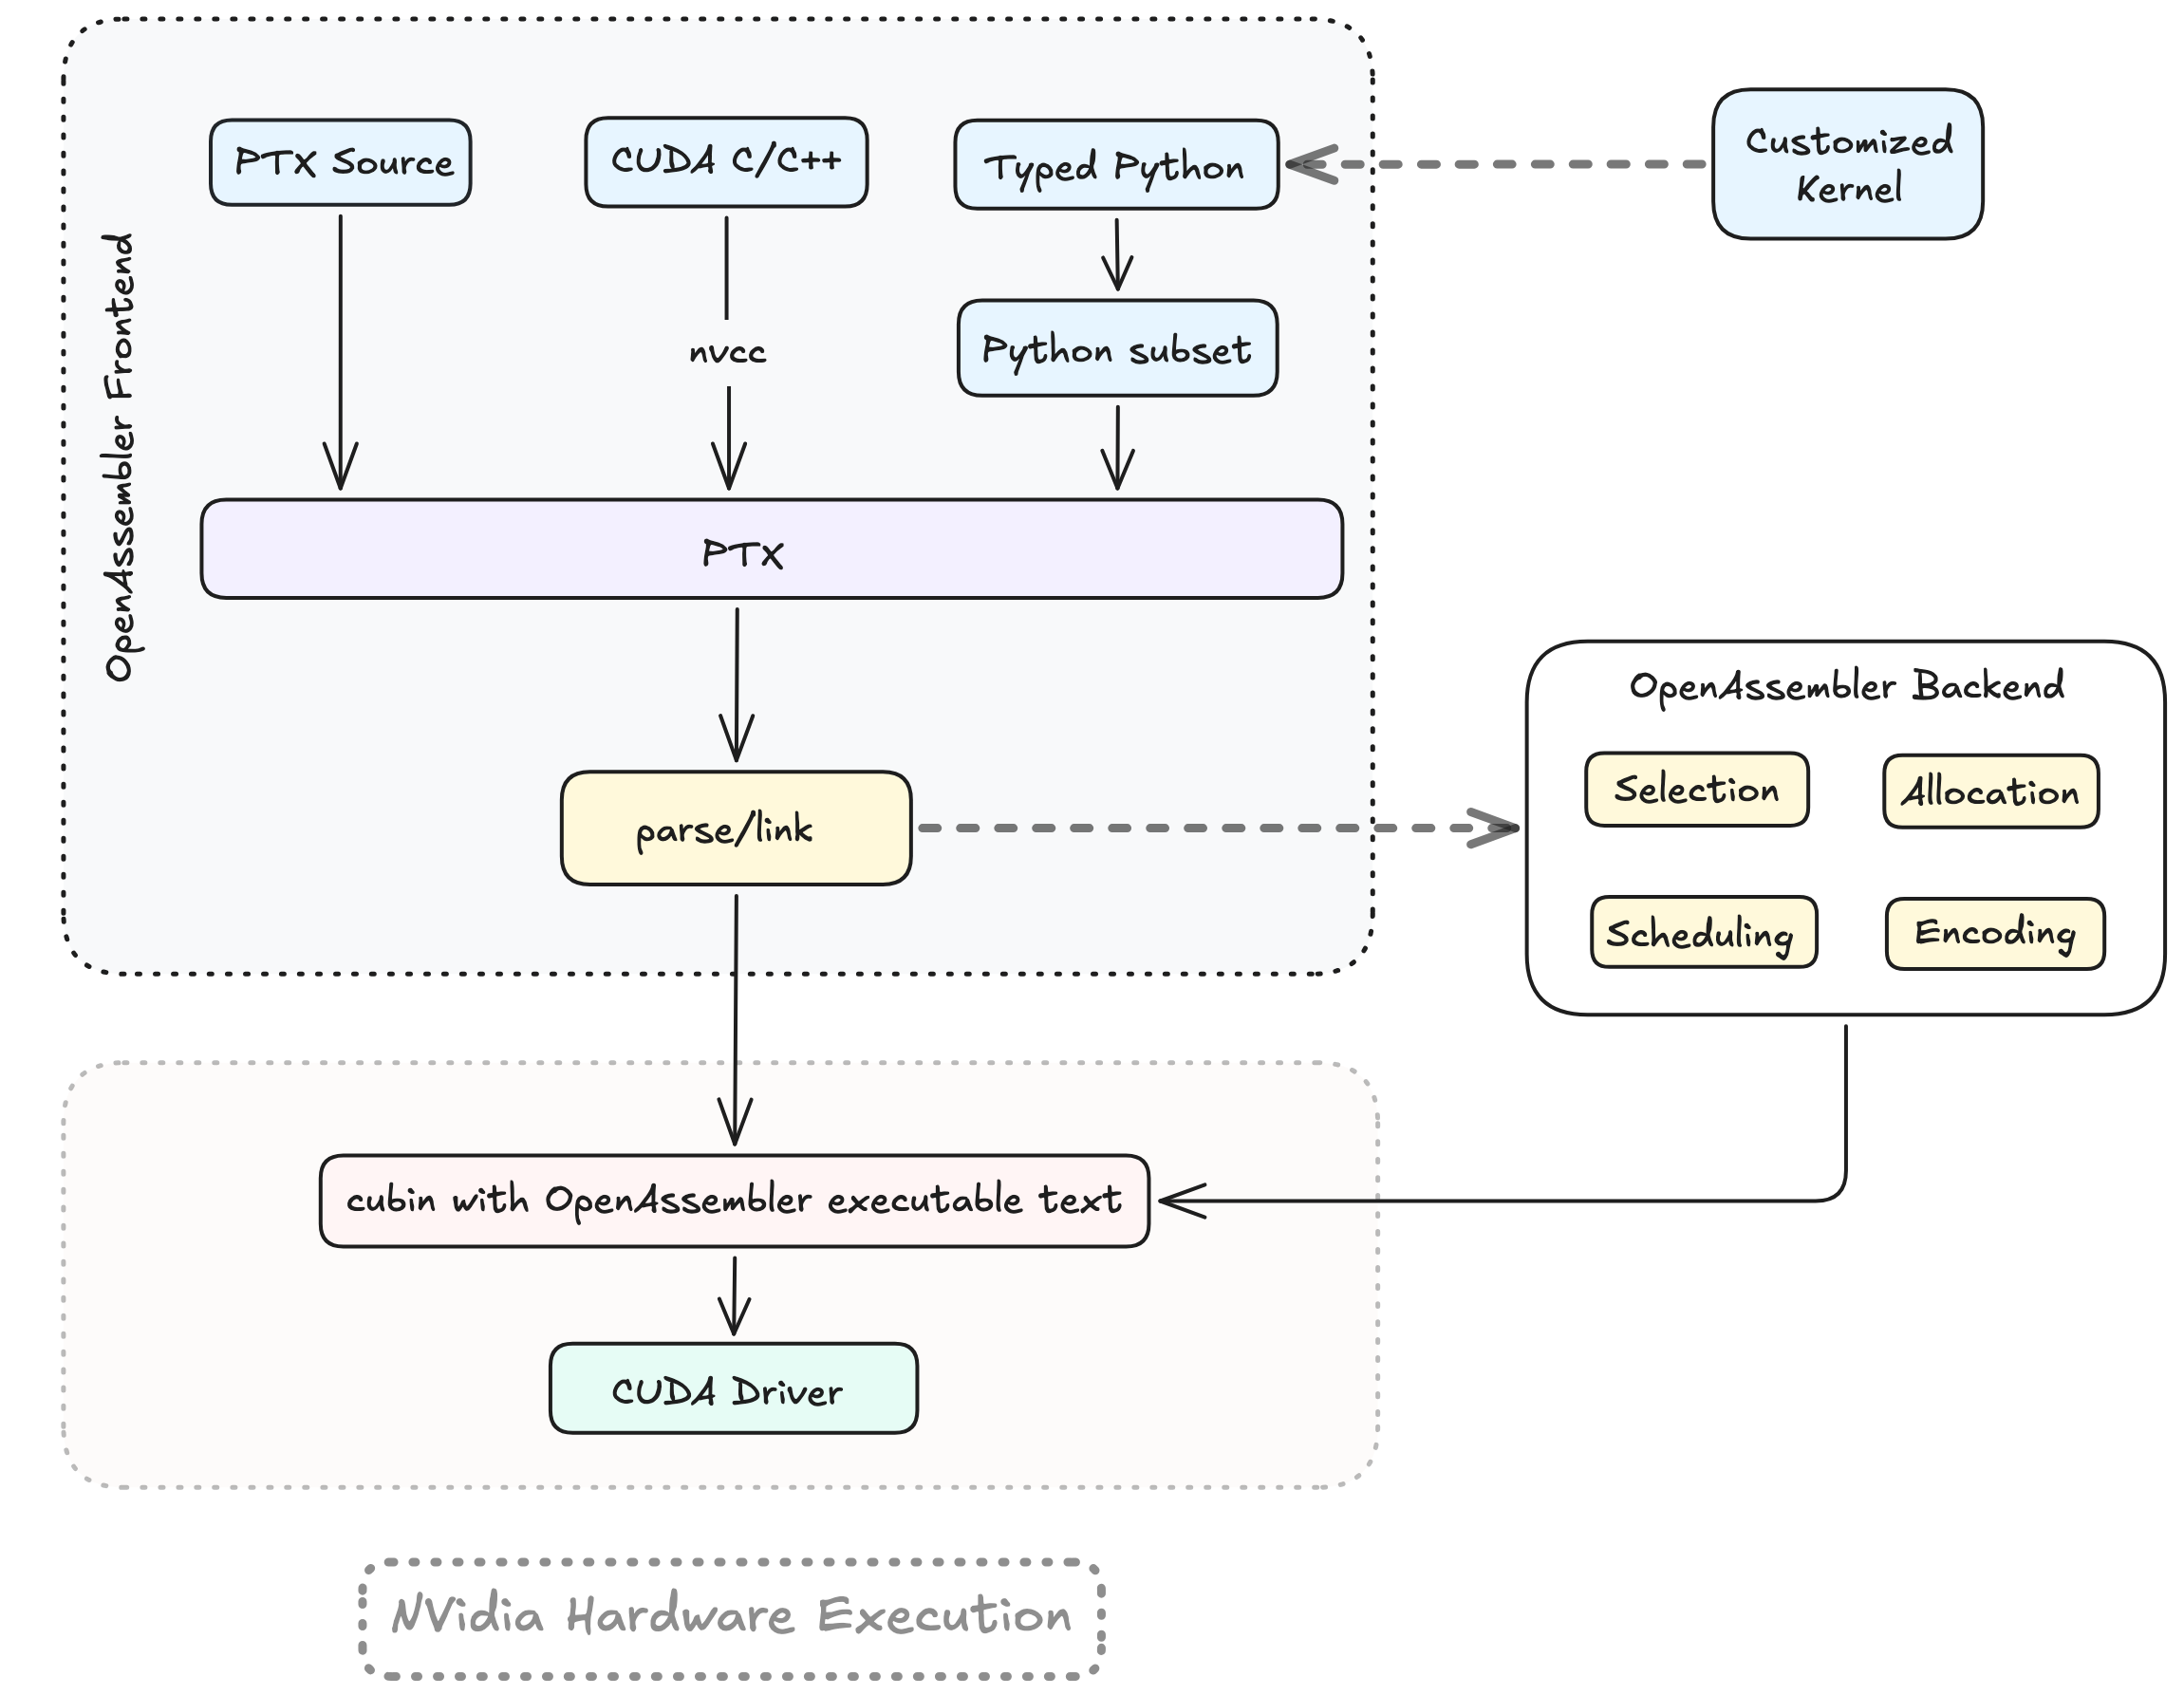 PTX Source
CUDA C/C++
Typed Python
Customized
Kernel
OpenAssembler Frontend
nvcc
Python subset
PTX
OpenAssembler Backend
Selection
Allocation
parse/link
Schedulling
Encoding
cubin with OpenAssembler executable text
CUDA Driver
NVidia Hardware Execution